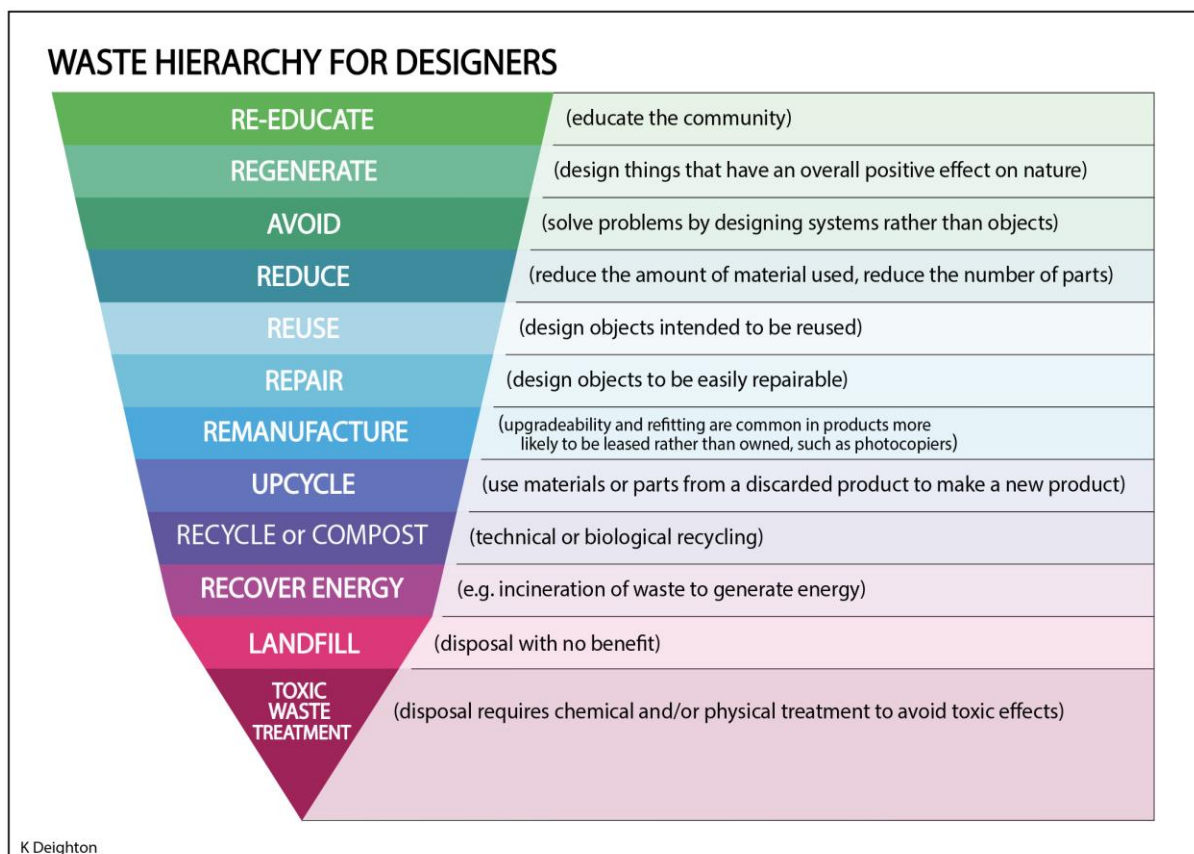 WASTE HIERARCHY FOR DESIGNERS
RE-EDUCATE
(educate the community)
REGENERATE
(design things that have an overall positive effect on nature)
AVOID
(solve problems by designing systems rather than objects)
REDUCE
(reduce the amount of material used, reduce the number of parts)
REUSE
(design objects intended to be reused)
REPAIR
(design objects to be easily repairable)
REMANUFACTURE
(upgradeability and refitting are common in products more
likely to be leased rather than owned, such as photocopiers)
UPCYCLE
(use materials or parts from a discarded product to make a new product)
RECYCLE or COMPOST
(technical or biological recycling)
RECOVER ENERGY
(e.g. incineration of waste to generate energy)
LANDFILL
(disposal with no benefit)
TOXIC
WASTE
TREATMENT
(disposal requires chemical and/or physical treatment to avoid toxic effects)
K Deighton